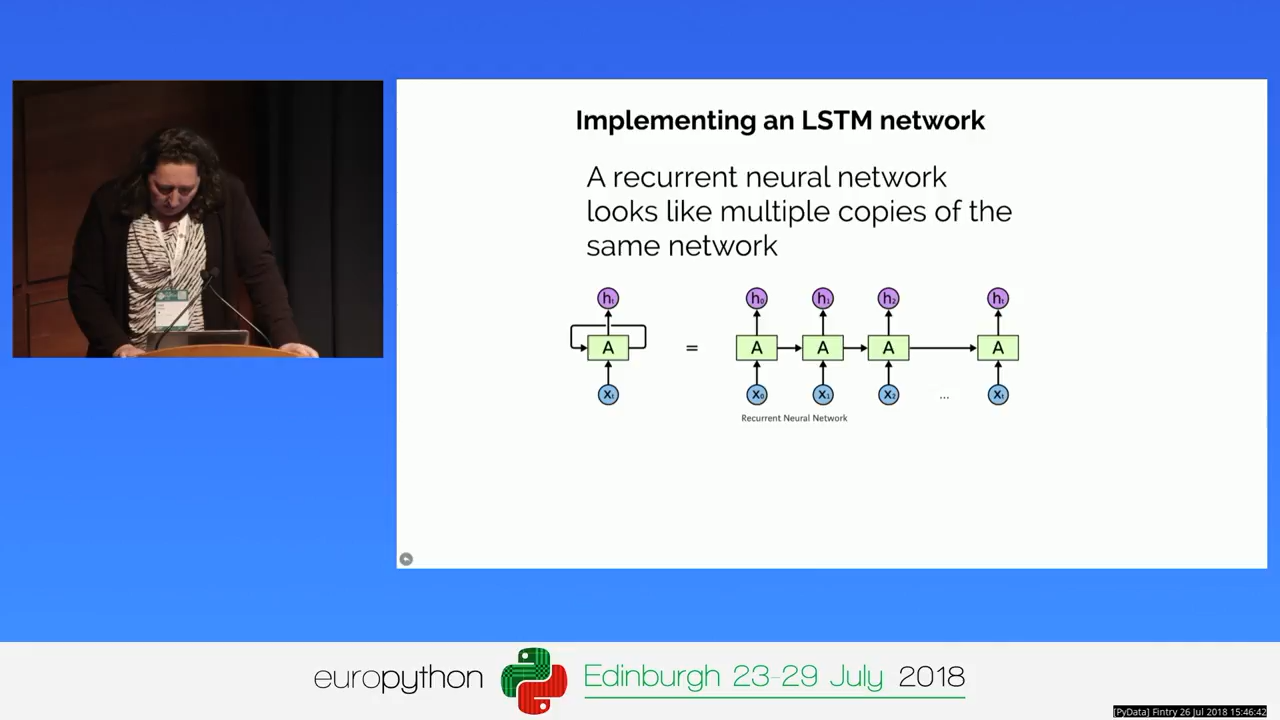 Implementing an LSTM network
A recurrent neural network
looks like multiple copies of the
same network
hₜ h₀ h₁ h₂ hₜ
A = A A A A
Xₜ X₀ X₁ X₂ ... Xₜ
Recurrent Neural Network
europython Edinburgh 23-29 July 2018
[PyData] Fintry 26 Jul 2018 15:46:42